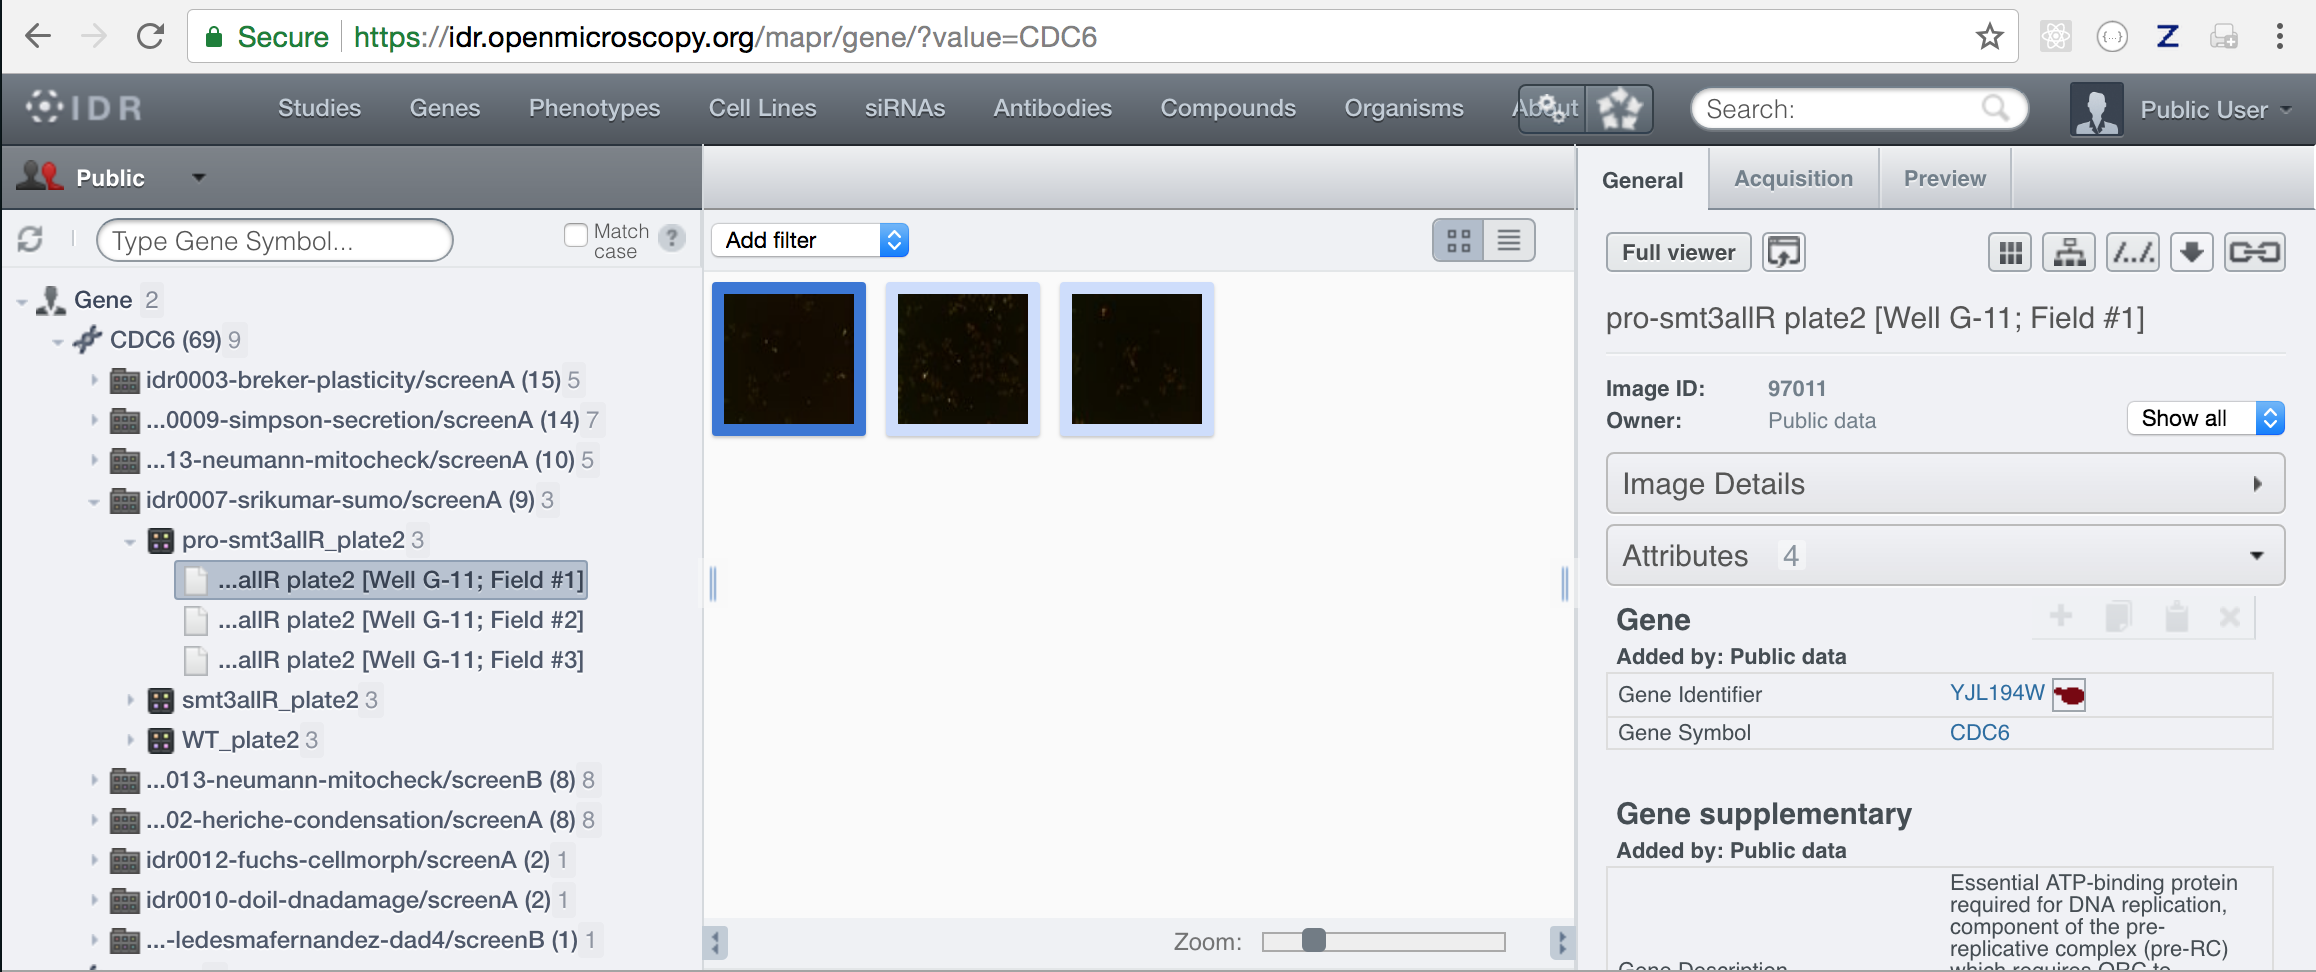 Secure https://idr.openmicroscopy.org/mapr/gene/?value=CDC6
IDR Studies Genes Phenotypes Cell Lines siRNAs Antibodies Compounds Organisms About Search: Public User
Public
General Acquisition Preview
Type Gene Symbol...
Match case
?
Add filter
Full viewer
Gene 2
CDC6 (69) 9
idr0003-breker-plasticity/screenA (15) 5
...0009-simpson-secretion/screenA (14) 7
...13-neumann-mitocheck/screenA (10) 5
idr0007-srikumar-sumo/screenA (9) 3
pro-smt3allR_plate2 3
...allR plate2 [Well G-11; Field #1]
...allR plate2 [Well G-11; Field #2]
...allR plate2 [Well G-11; Field #3]
smt3allR_plate2 3
WT_plate2 3
...013-neumann-mitocheck/screenB (8) 8
...02-heriche-condensation/screenA (8) 8
idr0012-fuchs-cellmorph/screenA (2) 1
idr0010-doil-dnadamage/screenA (2) 1
...-ledesmafernandez-dad4/screenB (1) 1
Zoom:
pro-smt3allR plate2 [Well G-11; Field #1]
Image ID: 97011
Owner: Public data
Show all
Image Details
Attributes 4
Gene
Added by: Public data
Gene Identifier YJL194W
Gene Symbol CDC6
Gene supplementary
Added by: Public data
Essential ATP-binding protein
required for DNA replication,
component of the pre-
replicative complex (pre-RC)
which requires ORC to
Gene Description